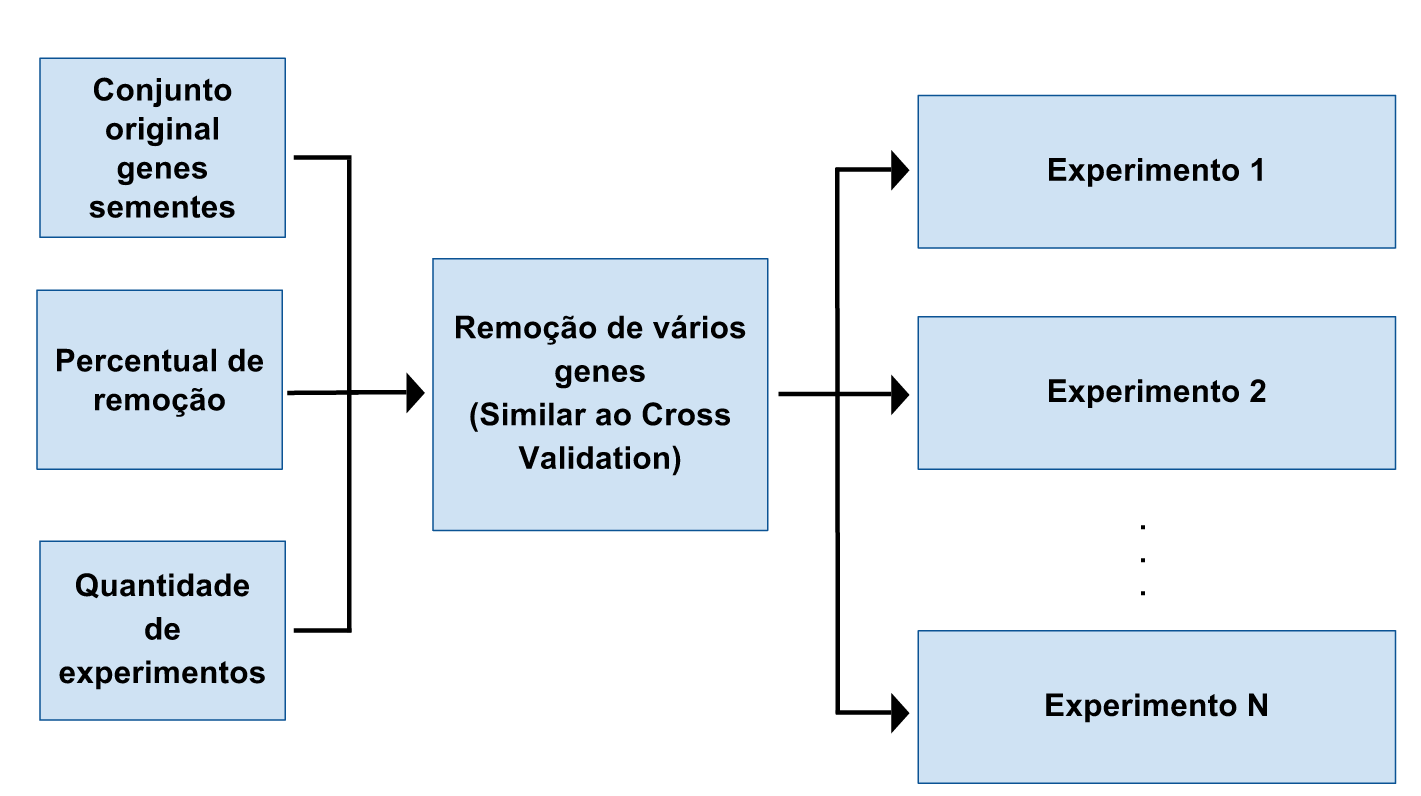 Conjunto
original
genes
sementes
Percentual de
remoção
Quantidade
de
experimentos
Remoção de vários
genes
(Similar ao Cross
Validation)
Experimento 1
Experimento 2
.
.
.
Experimento N